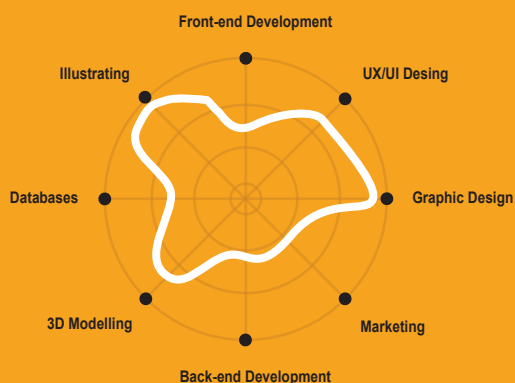 Front-end Development
Illustrating
UX/UI Desing
Databases
Graphic Design
3D Modelling
Marketing
Back-end Development